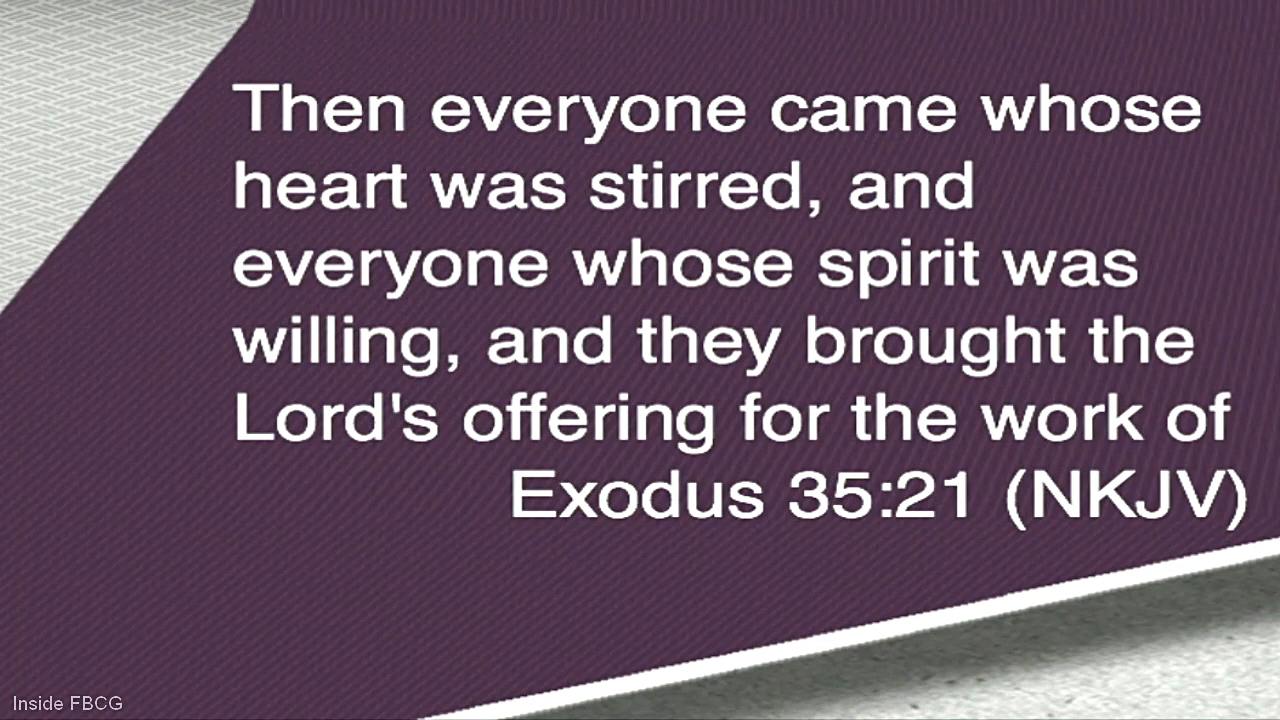 Then everyone came whose
heart was stirred, and
everyone whose spirit was
willing, and they brought the
Lord's offering for the work of
Exodus 35:21 (NKJV)
Inside FBCG